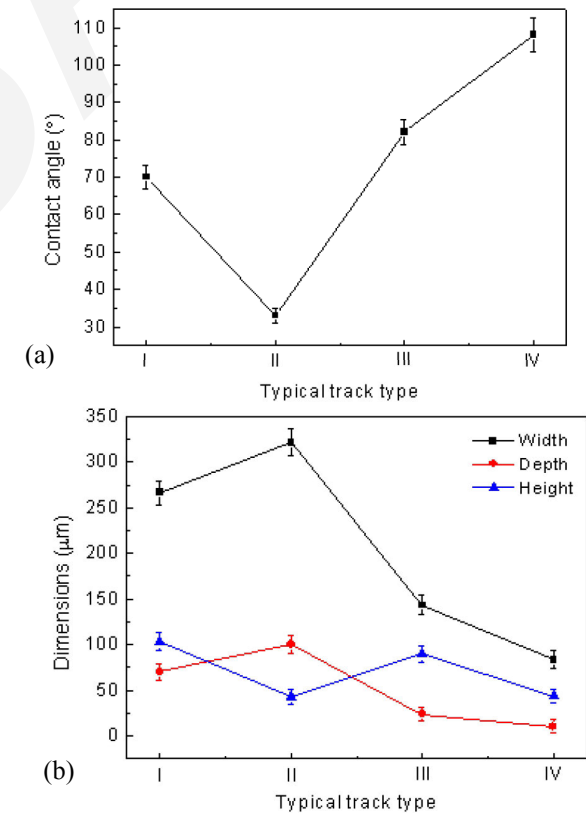 110
100
90
80
70
60
50
40
30
Contact angle (°)
I II III IV
Typical track type
(a)
350
300
250
200
150
100
50
0
Dimensions (μm)
Width
Depth
Height
I II III IV
Typical track type
(b)